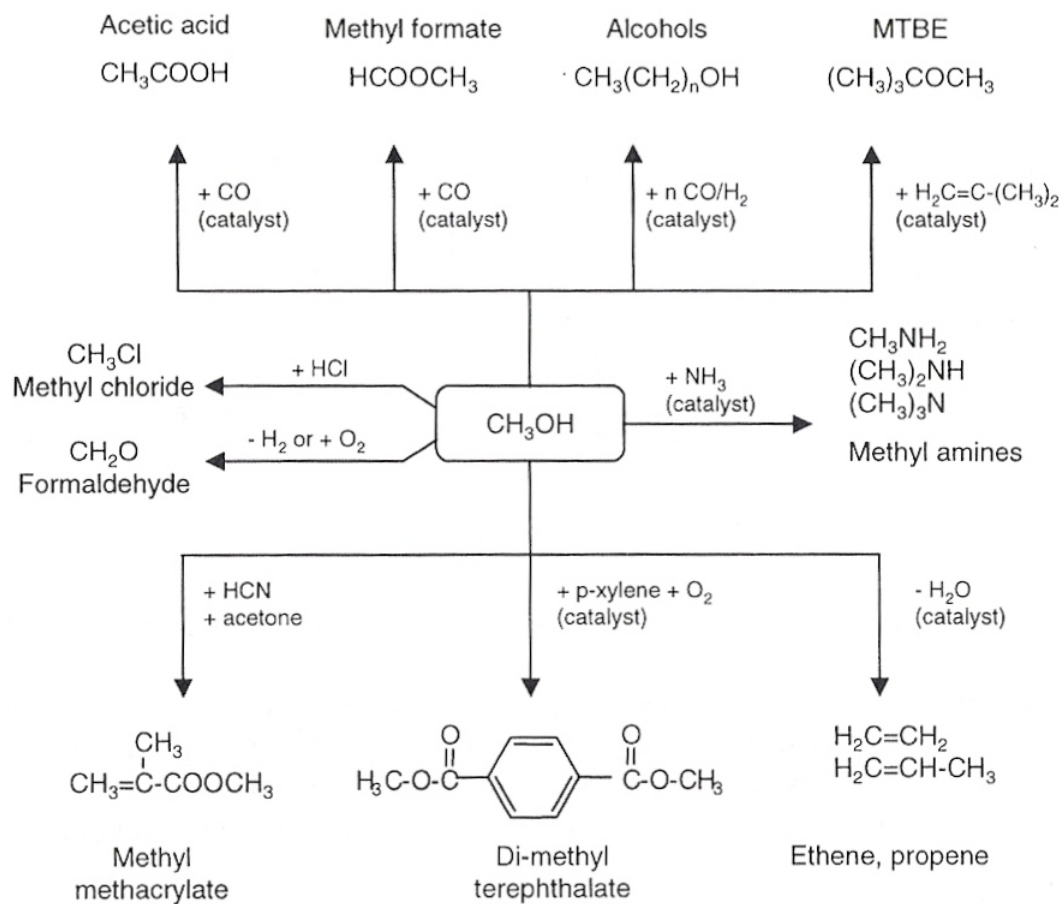 Acetic acid
CH₃COOH
Methyl formate
HCOOCH₃
Alcohols
CH₃(CH₂)ₙOH
MTBE
(CH₃)₃COCH₃
+ CO
(catalyst)
+ CO
(catalyst)
+ n CO/H₂
(catalyst)
+ H₂C=C-(CH₃)₂
(catalyst)
CH₃Cl
Methyl chloride
+ HCl
CH₂O
Formaldehyde
- H₂ or + O₂
CH₃OH
+ NH₃
(catalyst)
CH₃NH₂
(CH₃)₂NH
(CH₃)₃N
Methyl amines
+ HCN
+ acetone
+ p-xylene + O₂
(catalyst)
- H₂O
(catalyst)
CH₃
CH₃=C-COOCH₃
Methyl
methacrylate
O
O
H₃C-O-C
C-O-CH₃
Di-methyl
terephthalate
H₂C=CH₂
H₂C=CH-CH₃
Ethene, propene